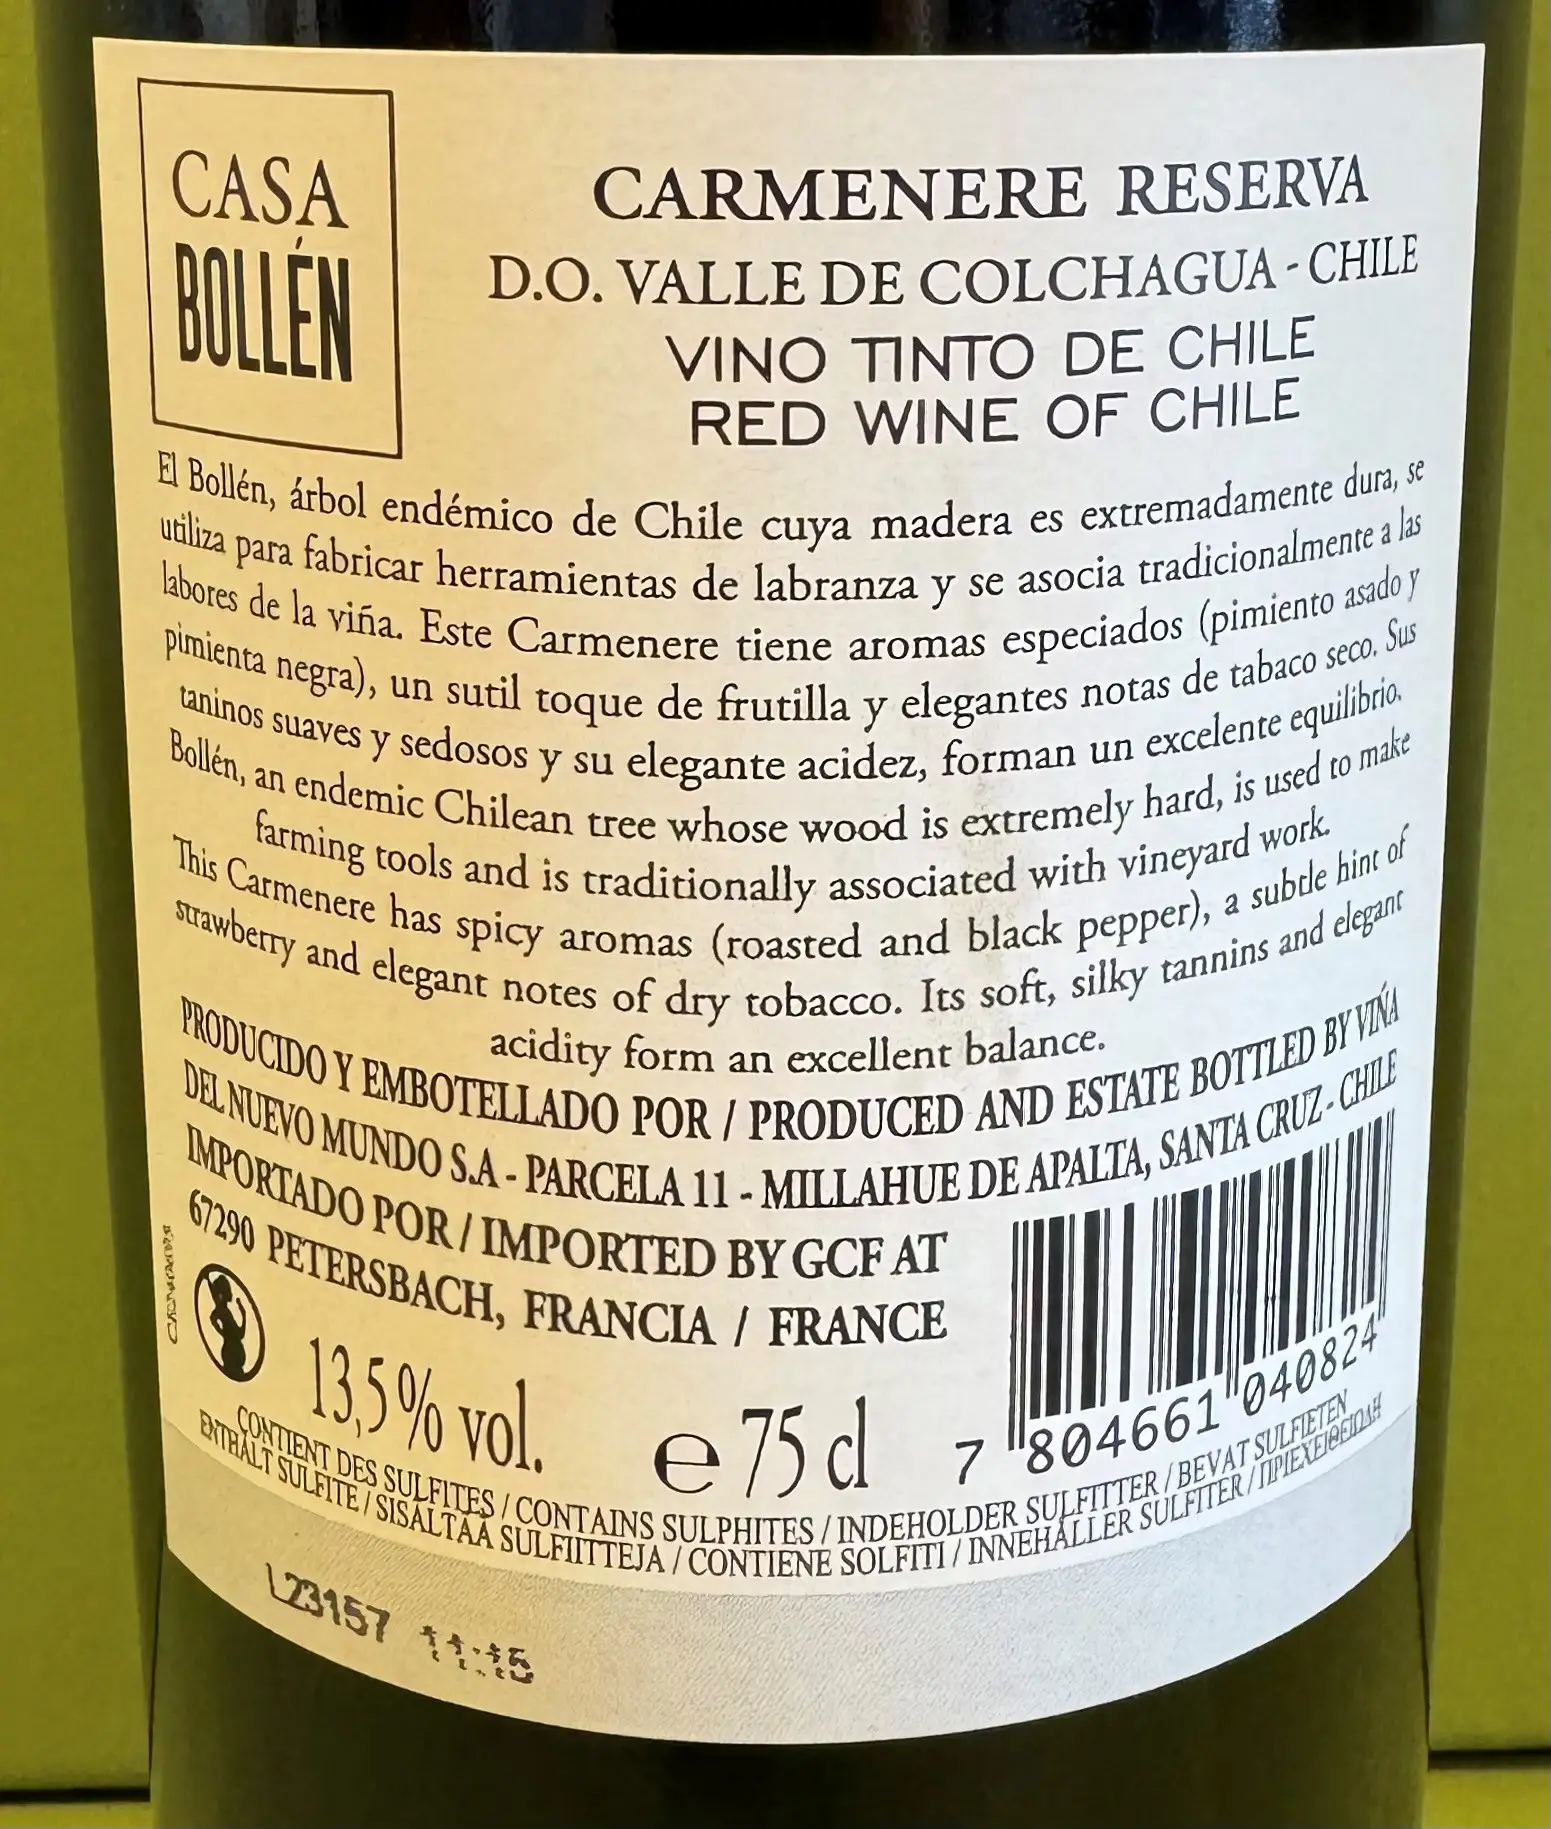 CASA
BOLLÉN
CARMENERE RESERVA
D.O. VALLE DE COLCHAGUA - CHILE
VINO TINTO DE CHILE
RED WINE OF CHILE
El Bollén, árbol endémico de Chile cuya madera es extremadamente dura, se
utiliza para fabricar herramientas de labranza y se asocia tradicionalmente a las
labores de la viña. Este Carmenere tiene aromas especiados (pimiento asado y
pimienta negra), un sutil toque de frutilla y elegantes notas de tabaco seco. Sus
taninos suaves y sedosos y su elegante acidez, forman un excelente equilibrio.
Bollén, an endemic Chilean tree whose wood is extremely hard, is used to make
farming tools and is traditionally associated with vineyard work.
This Carmenere has spicy aromas (roasted and black pepper), a subtle hint of
strawberry and elegant notes of dry tobacco. Its soft, silky tannins and elegant
acidity form an excellent balance.
PRODUCIDO Y EMBOTELLADO POR / PRODUCED AND ESTATE BOTTLED BY VIÑA
DEL NUEVO MUNDO S.A - PARCELA 11 - MILLAHUE DE APALTA, SANTA CRUZ - CHILE
IMPORTADO POR / IMPORTED BY GCF AT
67290 PETERSBACH, FRANCIA / FRANCE
13,5% vol.
e 75 cl
7 804661 040824
CONTIENT DES SULFITES / CONTAINS SULPHITES / INDEHOLDER SULFITTER / BEVAT SULFIETEN
ENTHÄLT SULFITE / SISÄLTÄÄ SULFIITTEJA / CONTIENE SOLFITI / INNEHÅLLER SULFITER / ΠΡΙΕΧΕΙΘΕΙΩΔΗ
L23157 11:15